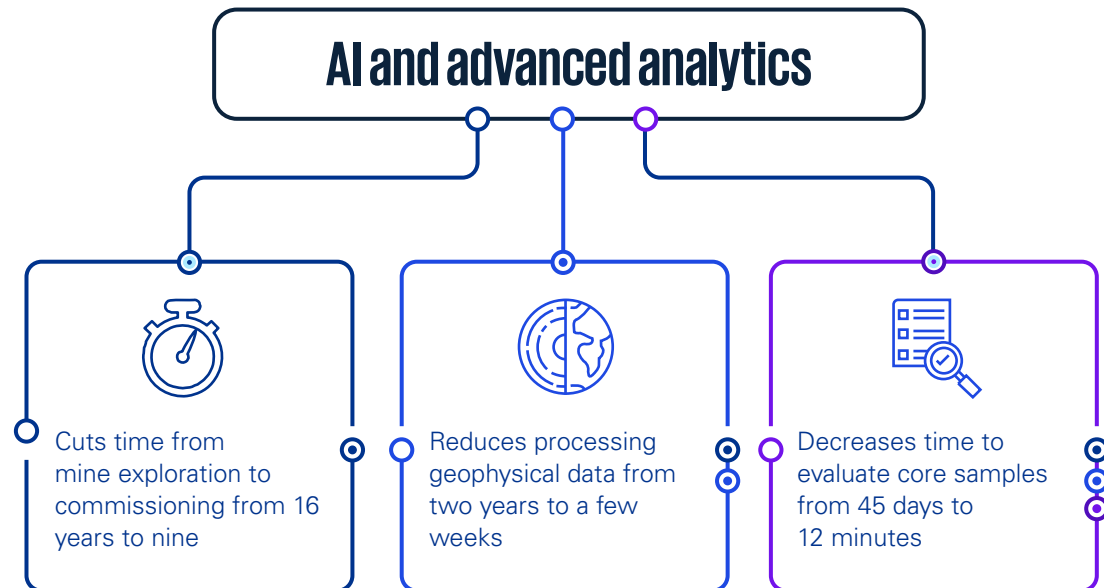 AI and advanced analytics
Cuts time from
mine exploration to
commissioning from 16
years to nine
Reduces processing
geophysical data from
two years to a few
weeks
Decreases time to
evaluate core samples
from 45 days to
12 minutes